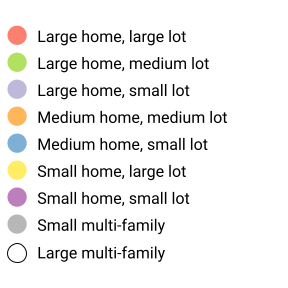 Large home, large lot
Large home, medium lot
Large home, small lot
Medium home, medium lot
Medium home, small lot
Small home, large lot
Small home, small lot
Small multi-family
Large multi-family